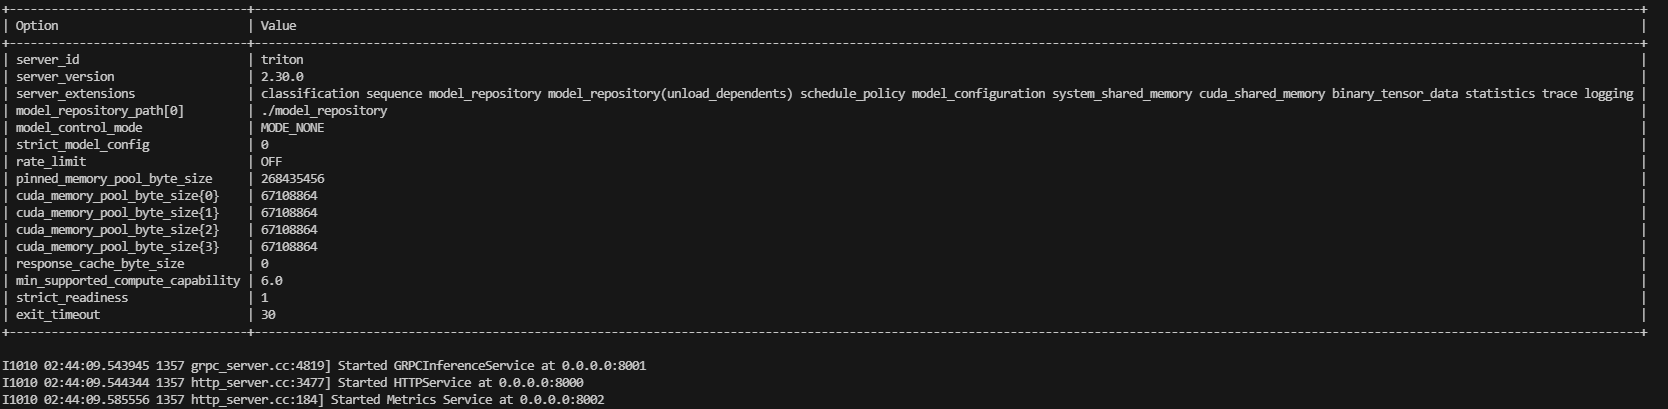 +----------------------------------+------------------------------------------------------------------------------------------------------------------------------------------------------------------------------------------------------+
| Option                           | Value |
+----------------------------------+------------------------------------------------------------------------------------------------------------------------------------------------------------------------------------------------------+
| server_id                        | triton |
| server_version                   | 2.30.0 |
| server_extensions                | classification sequence model_repository model_repository(unload_dependents) schedule_policy model_configuration system_shared_memory cuda_shared_memory binary_tensor_data statistics trace logging |
| model_repository_path[0]         | ./model_repository |
| model_control_mode               | MODE_NONE |
| strict_model_config              | 0 |
| rate_limit                       | OFF |
| pinned_memory_pool_byte_size     | 268435456 |
| cuda_memory_pool_byte_size{0}    | 67108864 |
| cuda_memory_pool_byte_size{1}    | 67108864 |
| cuda_memory_pool_byte_size{2}    | 67108864 |
| cuda_memory_pool_byte_size{3}    | 67108864 |
| response_cache_byte_size         | 0 |
| min_supported_compute_capability | 6.0 |
| strict_readiness                 | 1 |
| exit_timeout                     | 30 |
+----------------------------------+------------------------------------------------------------------------------------------------------------------------------------------------------------------------------------------------------+
I1010 02:44:09.543945 1357 grpc_server.cc:4819] Started GRPCInferenceService at 0.0.0.0:8001
I1010 02:44:09.544344 1357 http_server.cc:3477] Started HTTPService at 0.0.0.0:8000
I1010 02:44:09.585556 1357 http_server.cc:184] Started Metrics Service at 0.0.0.0:8002